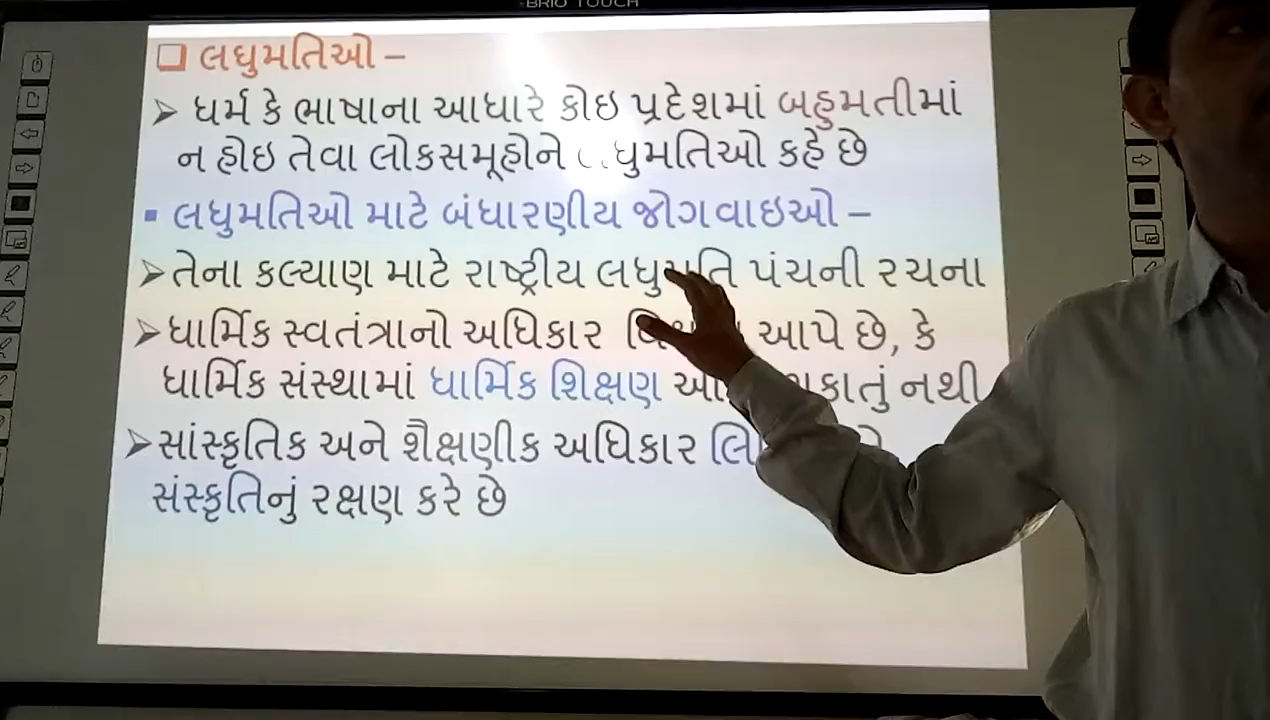 BRIO TOUCH
લઘુમતિઓ –
ધર્મ કે ભાષાના આધારે કોઇ પ્રદેશમાં બહુમતીમાં
ન હોઇ તેવા લોકસમૂહોને ઘુમતિઓ કહે છે
લઘુમતિઓ માટે બંધારણીય જોગવાઇઓ –
તેના કલ્યાણ માટે રાષ્ટ્રીય લઘુમતિ પંચની રચના
ધાર્મિક સ્વતંત્રાનો અધિકાર આપે છે, કે
ધાર્મિક સંસ્થામાં ધાર્મિક શિક્ષણ નથી
સાંસ્કૃતિક અને શૈક્ષણીક અધિકાર
સંસ્કૃતિનું રક્ષણ કરે છે